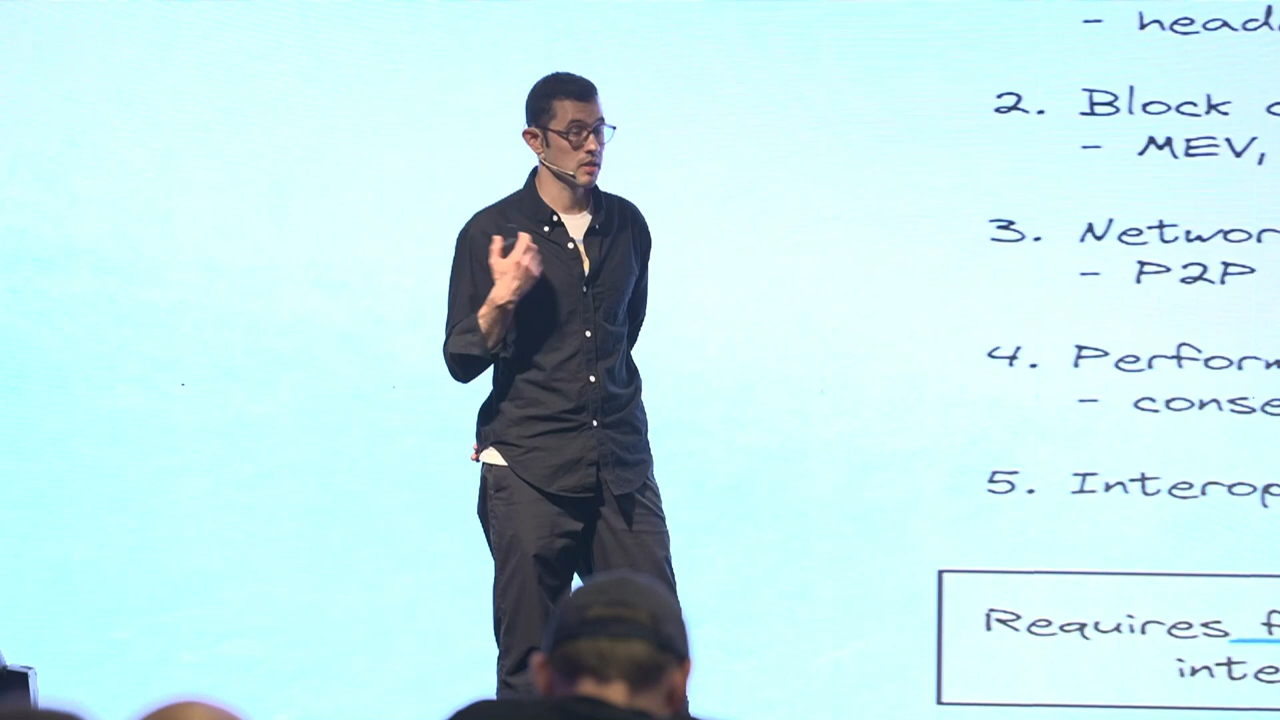 - head
2. Block
- MEV,
3. Networ
- P2P
4. Perform
- conse
5. Interop
Requires f
inte